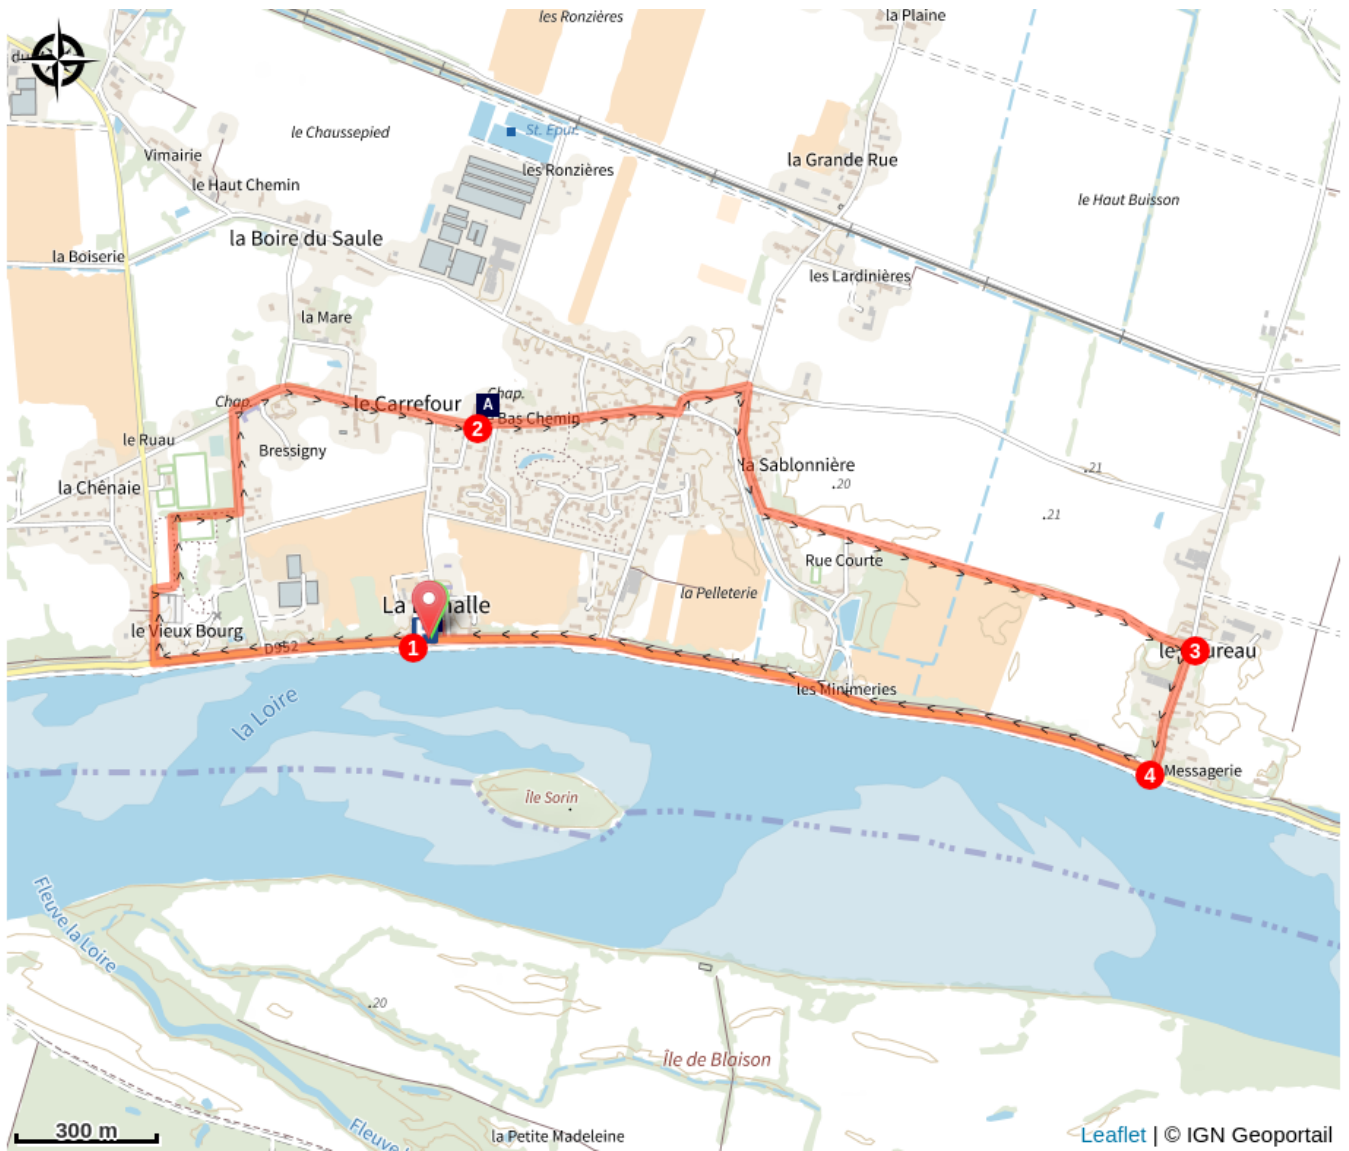 les Ronzières
la Plaine
St. Epur.
le Chaussepied
Vimairie
la Grande Rue
les Ronzières
le Haut Chemin
le Haut Buisson
la Boire du Saule
la Boiserie
les Lardinières
la Mare
Chap.
Chap.
le Carrefour
A
Bas Chemin
2
le Ruau
Bressigny
la Sablonnière
21
20
la Chênaie
21
Rue Courte
la Pelleterie
La
halle
le Vieux Bourg
D952
1
3
les Minimeries
la Loire
4
Messagerie
Île Sorin
Fleuve la Loire
20
Île de Blaison
300 m
la Petite Madeleine
Fleuve
Leaflet | © IGN Geoportail